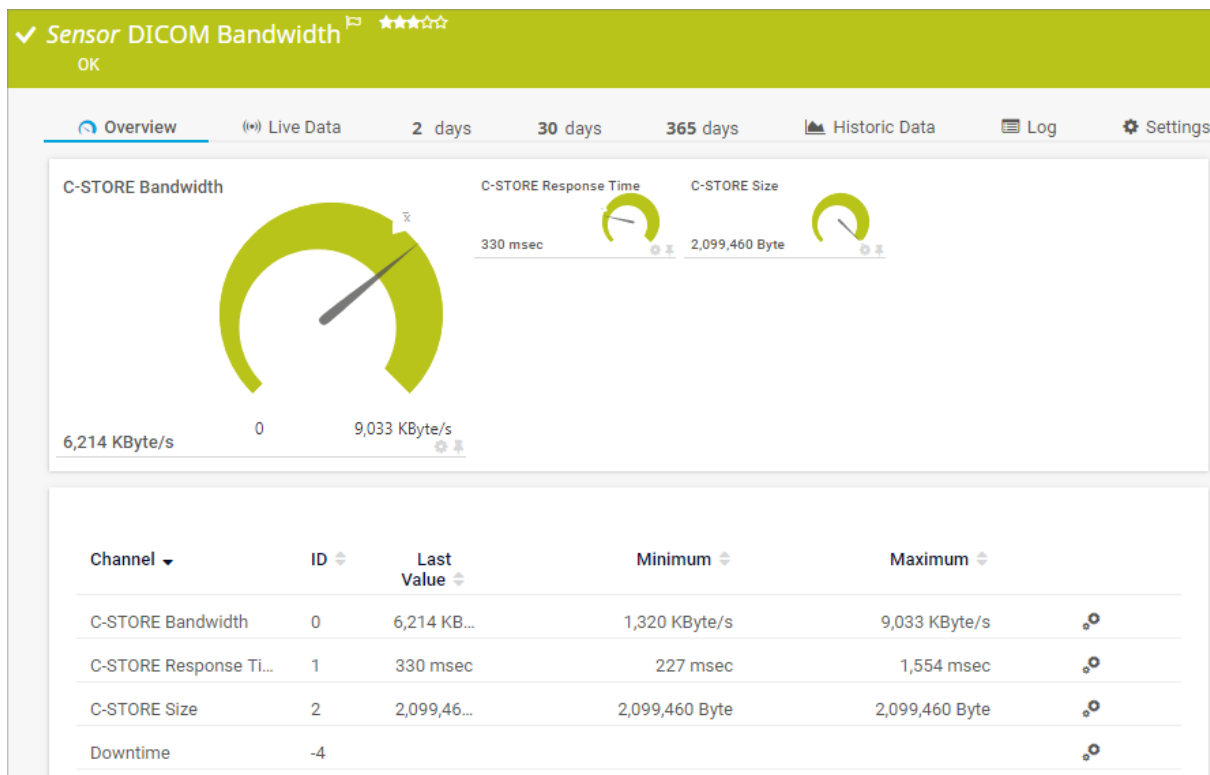 Sensor DICOM Bandwidth
OK
Overview Live Data 2 days 30 days 365 days Historic Data Log Settings
C-STORE Bandwidth
x̄
0
9,033 KByte/s
6,214 KByte/s
C-STORE Response Time
330 msec
C-STORE Size
2,099,460 Byte
Channel ID Last Value Minimum Maximum
C-STORE Bandwidth 0 6,214 KB... 1,320 KByte/s 9,033 KByte/s
C-STORE Response Ti... 1 330 msec 227 msec 1,554 msec
C-STORE Size 2 2,099,46... 2,099,460 Byte 2,099,460 Byte
Downtime -4